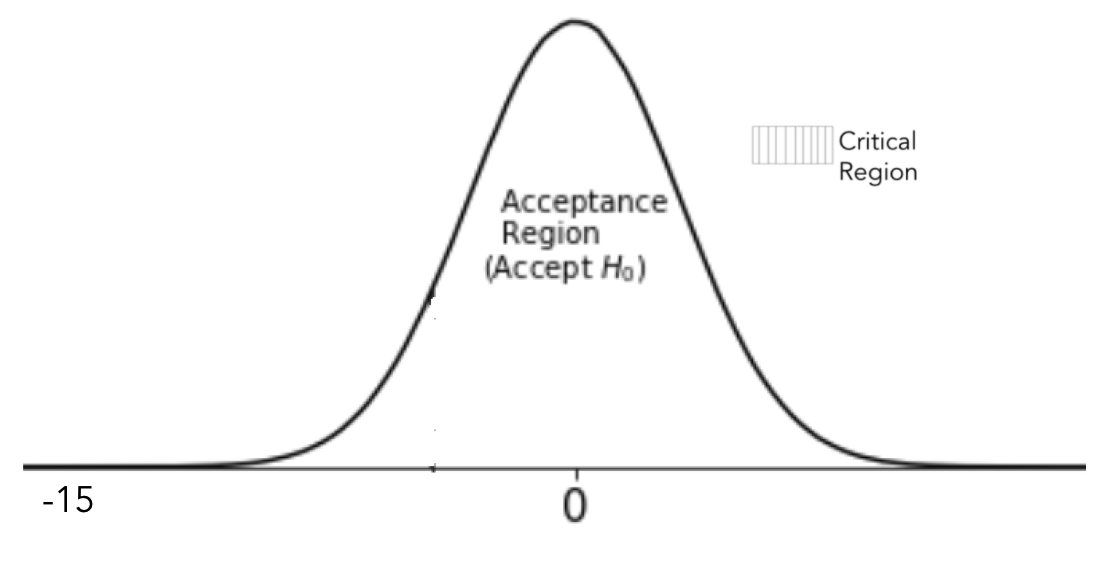 Critical
Region
Acceptance
Region
(Accept H₀)
-15
0